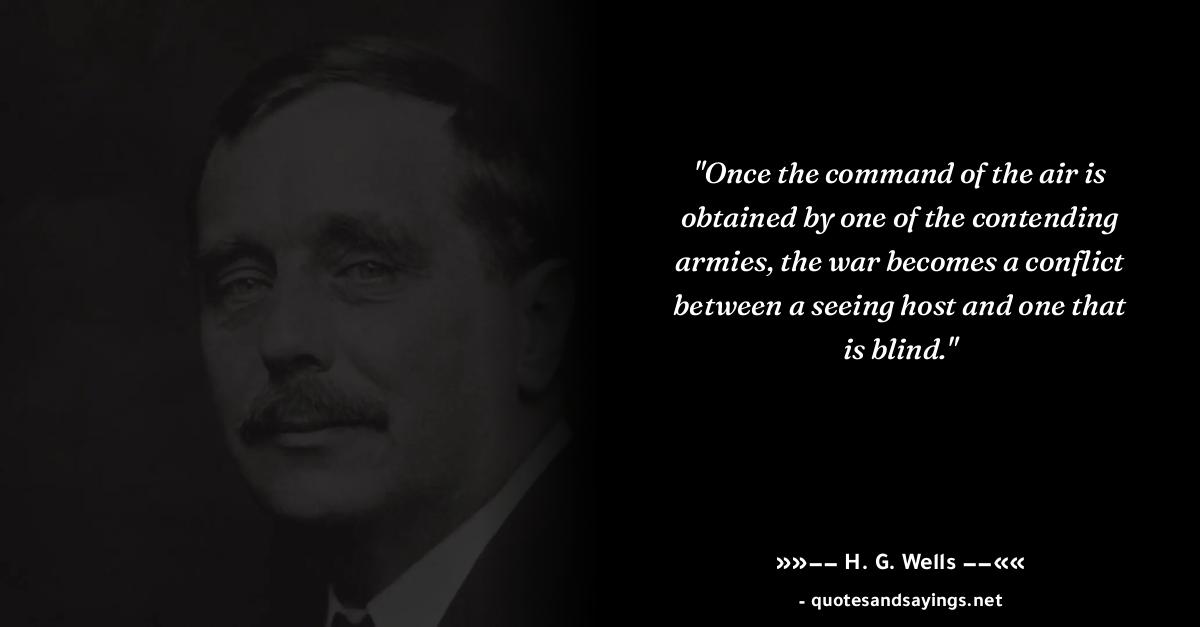 "Once the command of the air is
obtained by one of the contending
armies, the war becomes a conflict
between a seeing host and one that
is blind."
»»—— H. G. Wells ——««
- quotesandsayings.net